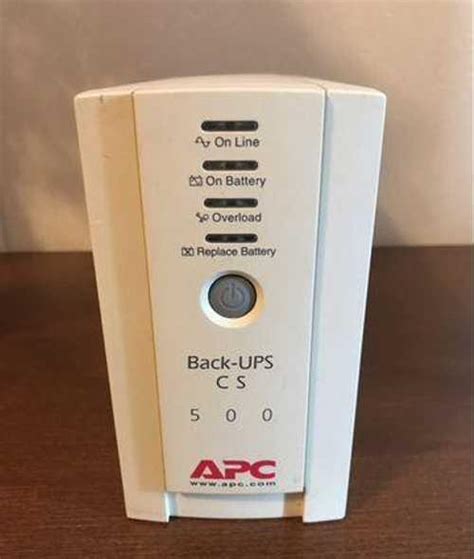 On Line
On Battery
Overload
Replace Battery
Back-UPS
CS
500
APC
www.apc.com